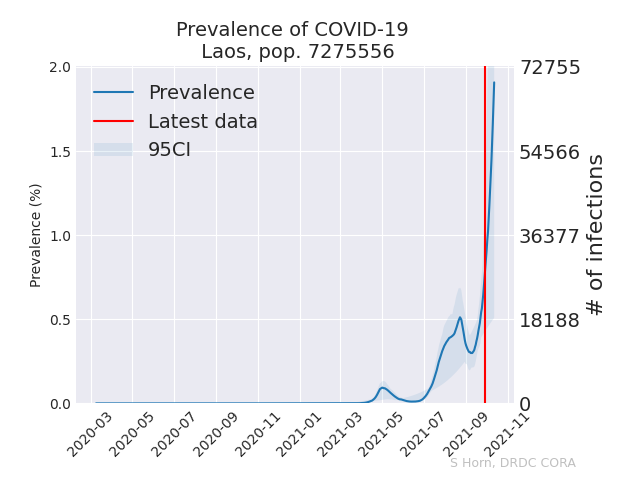 Prevalence of COVID-19
Laos, pop. 7275556
2.0
1.5
1.0
0.5
0.0
Prevalence (%)
Prevalence
Latest data
95CI
72755
54566
36377
18188
0
# of infections
2020-03
2020-05
2020-07
2020-09
2020-11
2021-01
2021-03
2021-05
2021-07
2021-09
2021-11
S Horn, DRDC CORA